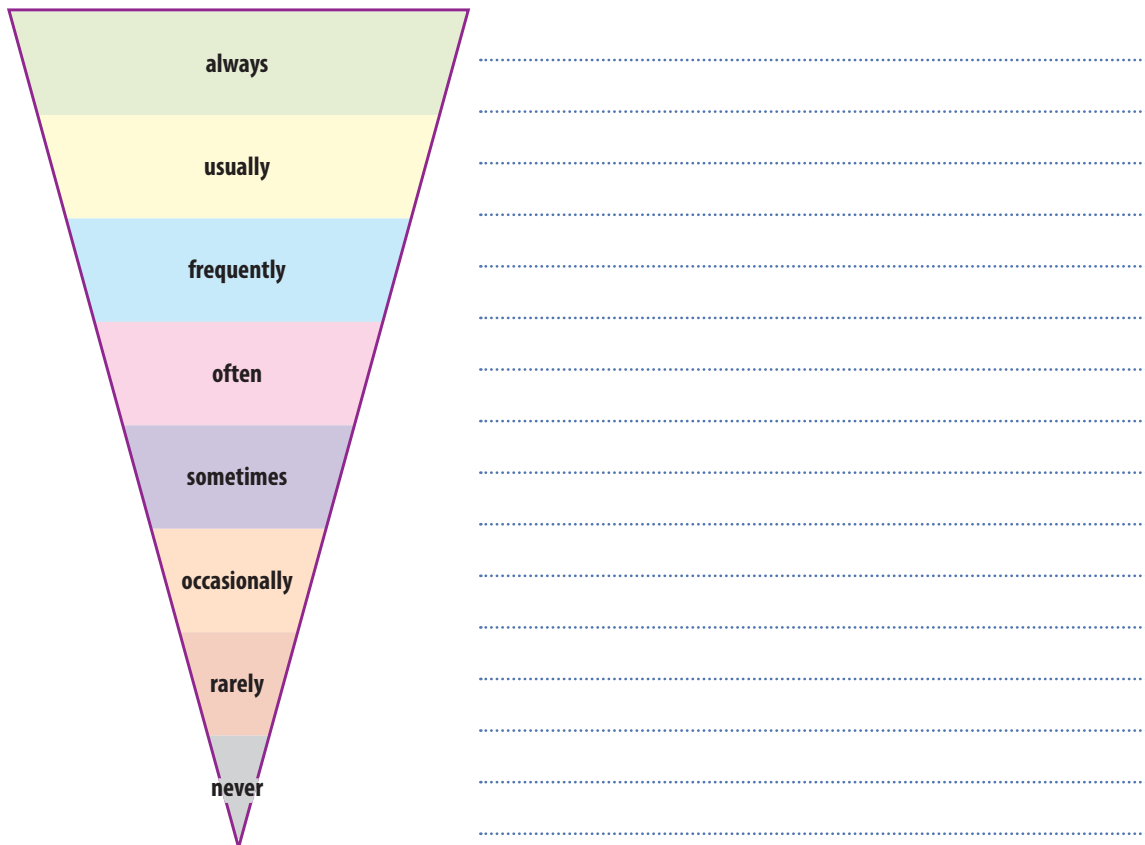 always
usually
frequently
often
sometimes
occasionally
rarely
never